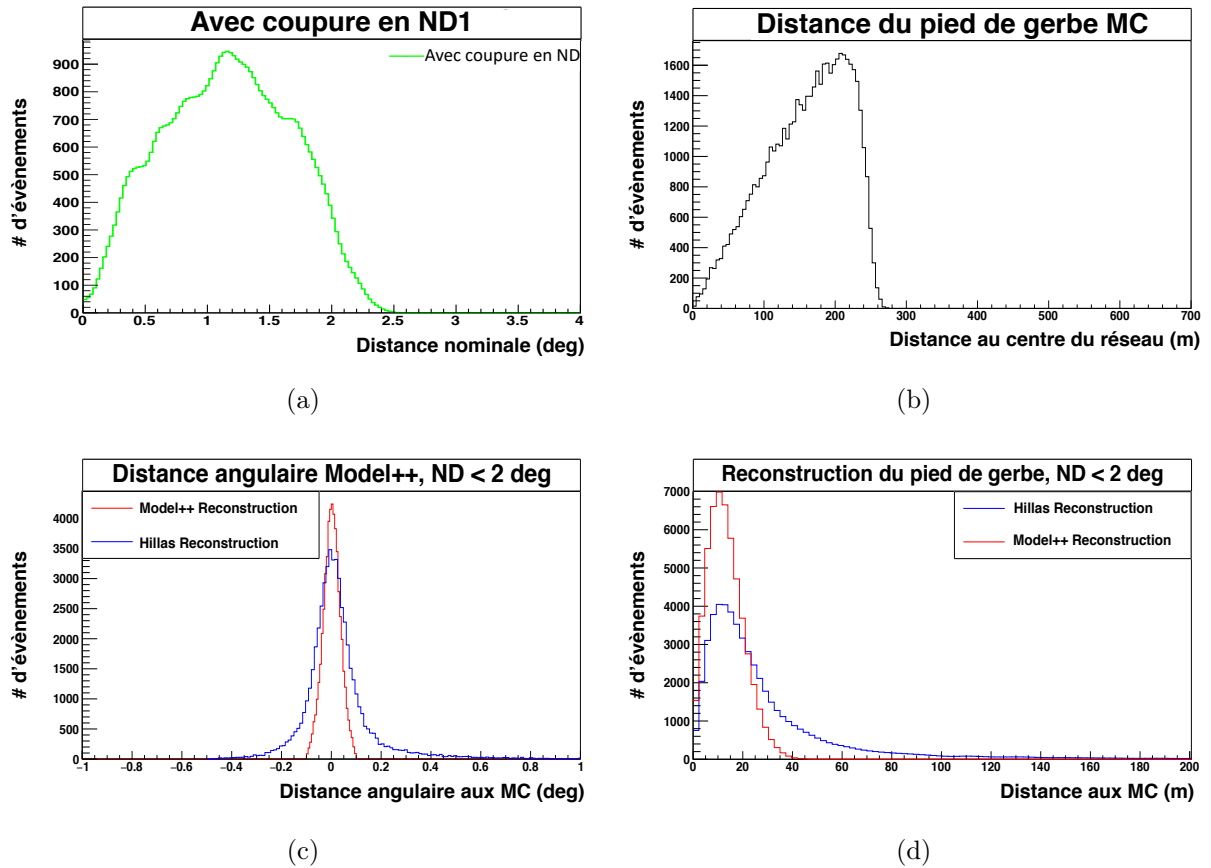 Avec coupure en ND1
Avec coupure en ND
# d'évènements
900
800
700
600
500
400
300
200
100
0
0 0.5 1 1.5 2 2.5 3 3.5 4
Distance nominale (deg)
(a)
Distance du pied de gerbe MC
# d'évènements
1600
1400
1200
1000
800
600
400
200
0
0 100 200 300 400 500 600 700
Distance au centre du réseau (m)
(b)
Distance angulaire Model++, ND < 2 deg
Model++ Reconstruction
Hillas Reconstruction
# d'évènements
4000
3500
3000
2500
2000
1500
1000
500
0
−1 −0.8 −0.6 −0.4 −0.2 0 0.2 0.4 0.6 0.8 1
Distance angulaire aux MC (deg)
(c)
Reconstruction du pied de gerbe, ND < 2 deg
Hillas Reconstruction
Model++ Reconstruction
# d'évènements
7000
6000
5000
4000
3000
2000
1000
0
0 20 40 60 80 100 120 140 160 180 200
Distance aux MC (m)
(d)